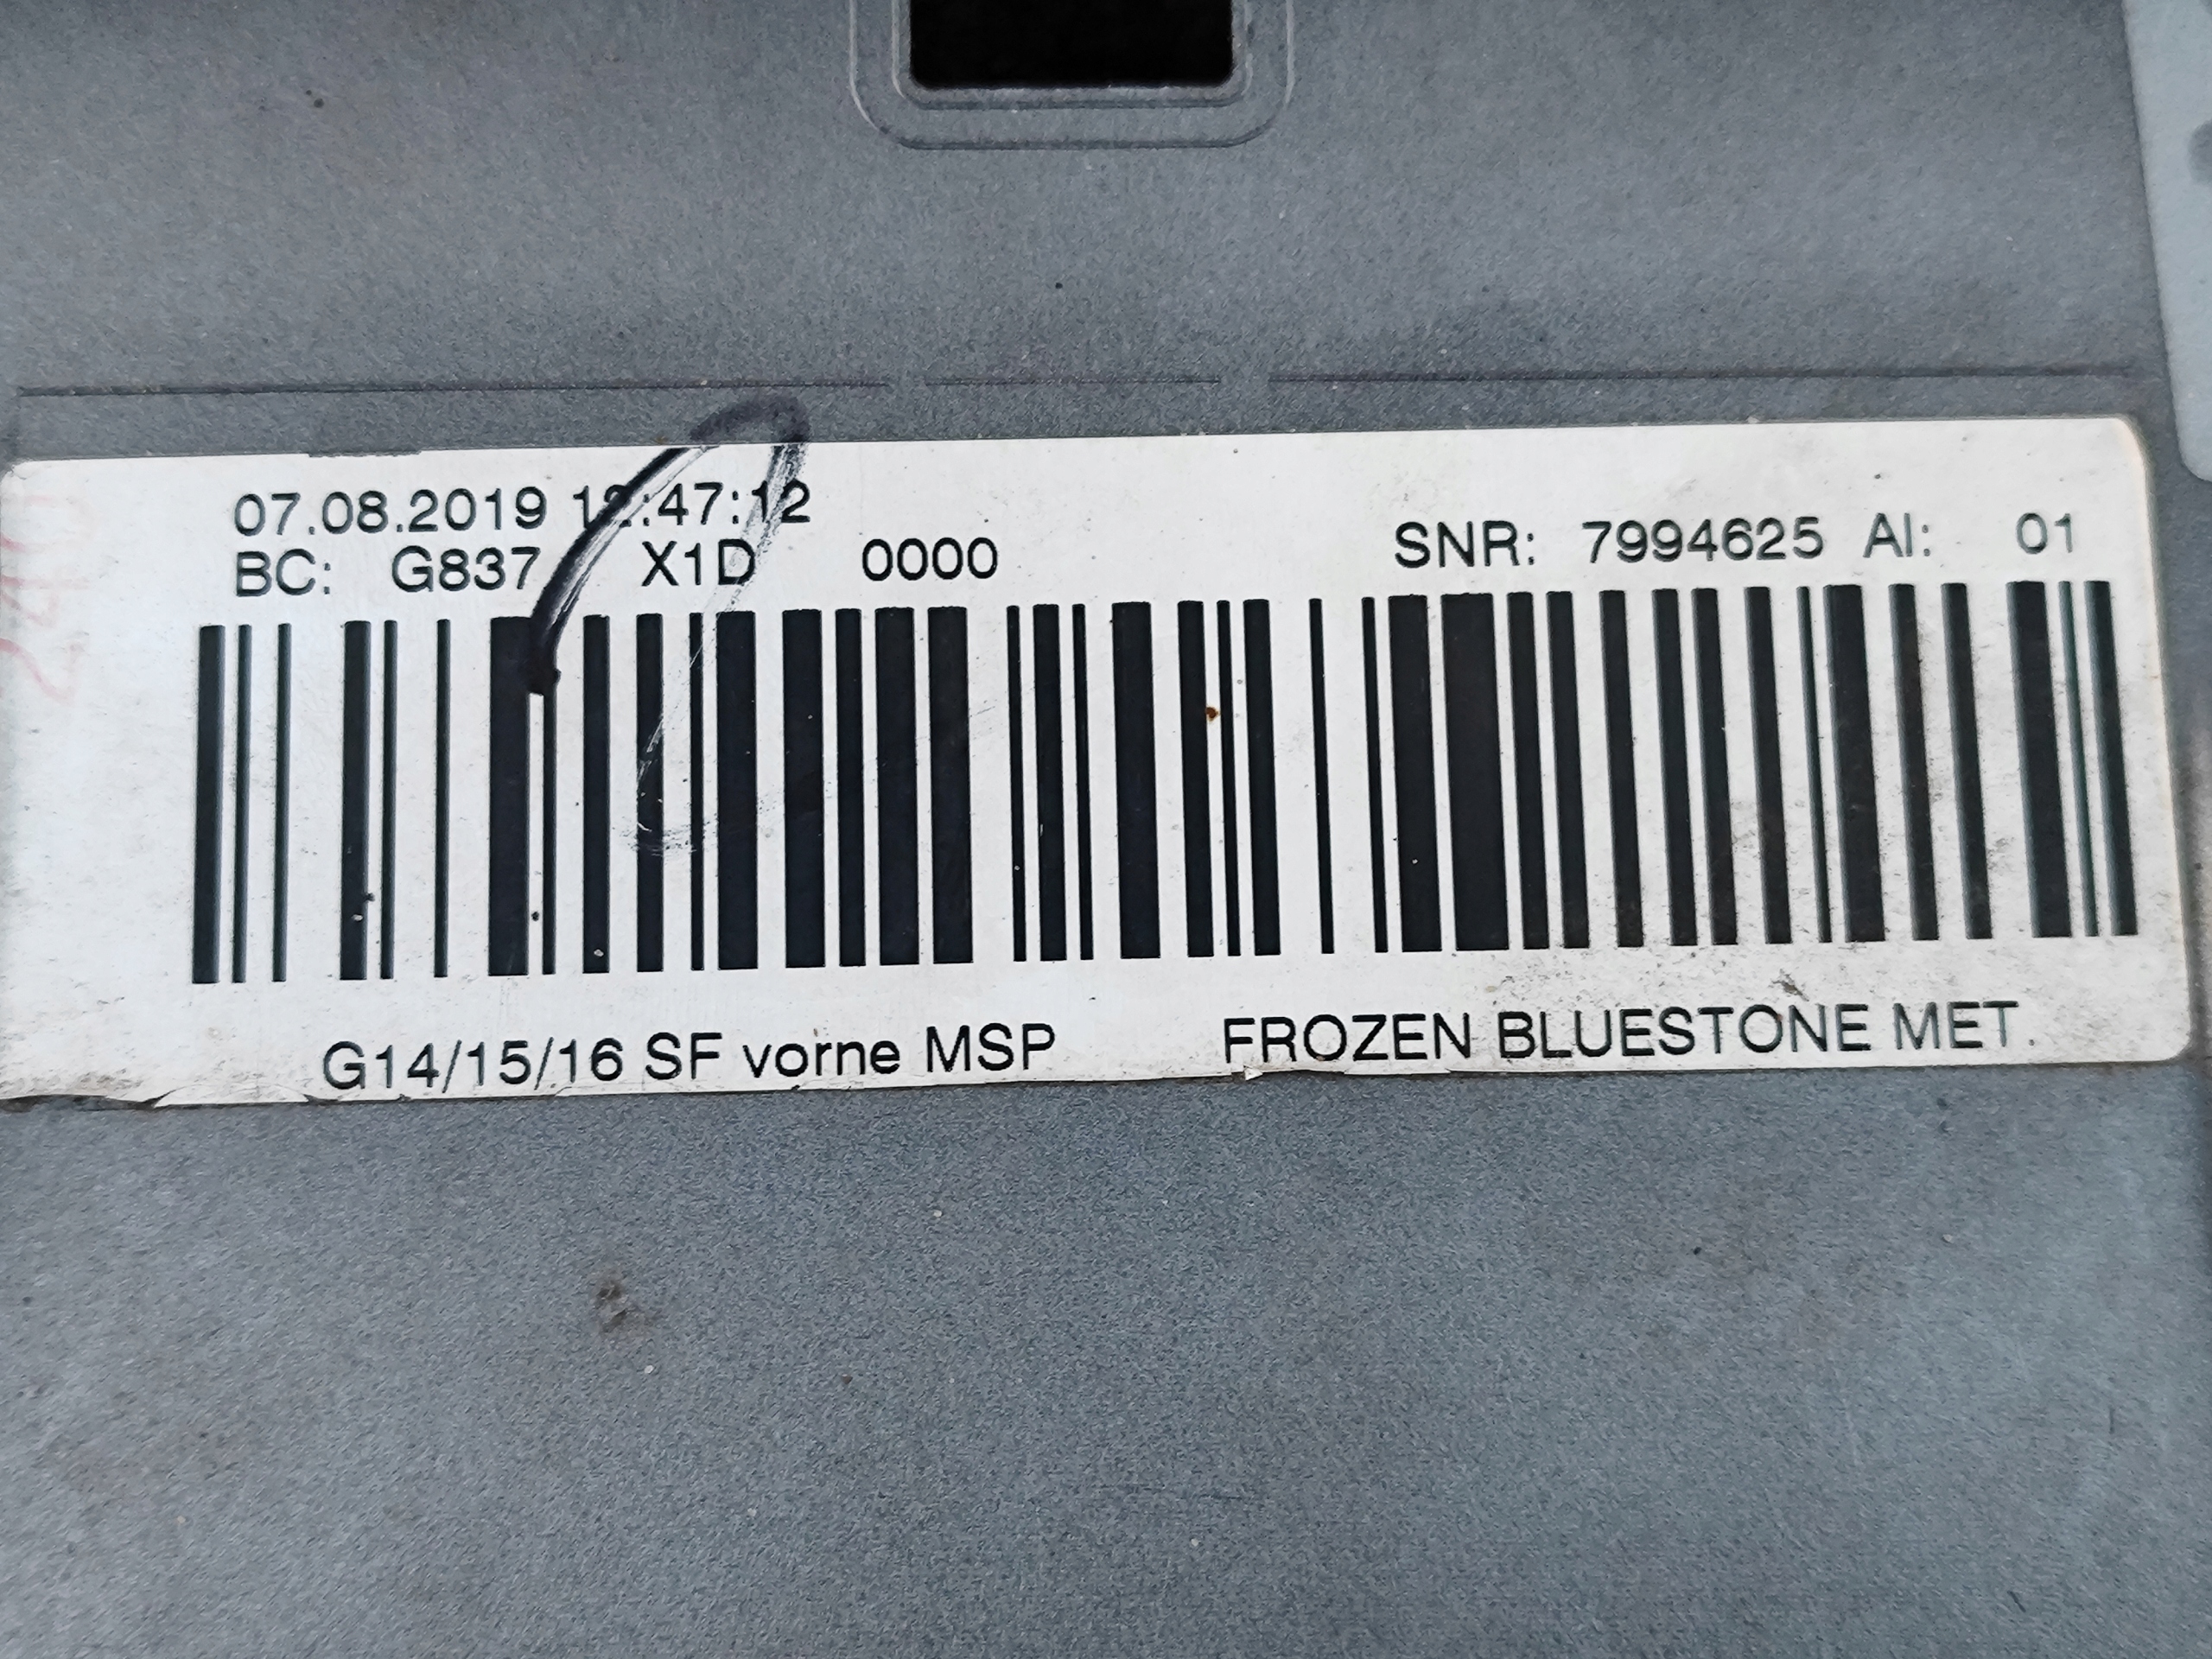 07.08.2019 12:47:12
BC: G837 X1D 0000 SNR: 7994625 AI: 01
G14/15/16 SF vorne MSP FROZEN BLUESTONE MET.